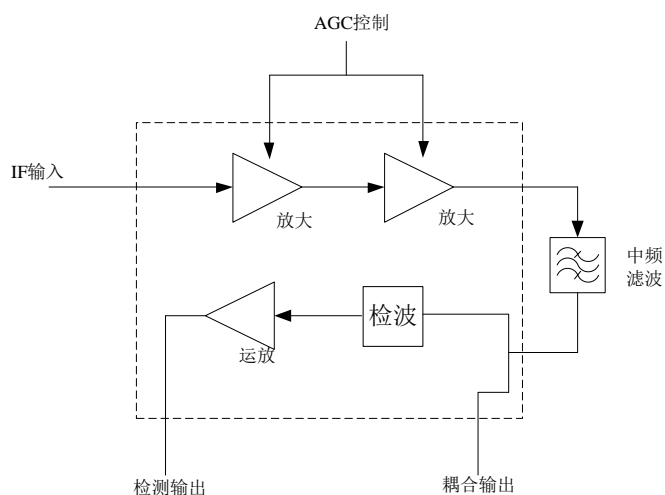 AGC控制
IF输入
放大
放大
中频
滤波
检波
运放
检测输出
耦合输出